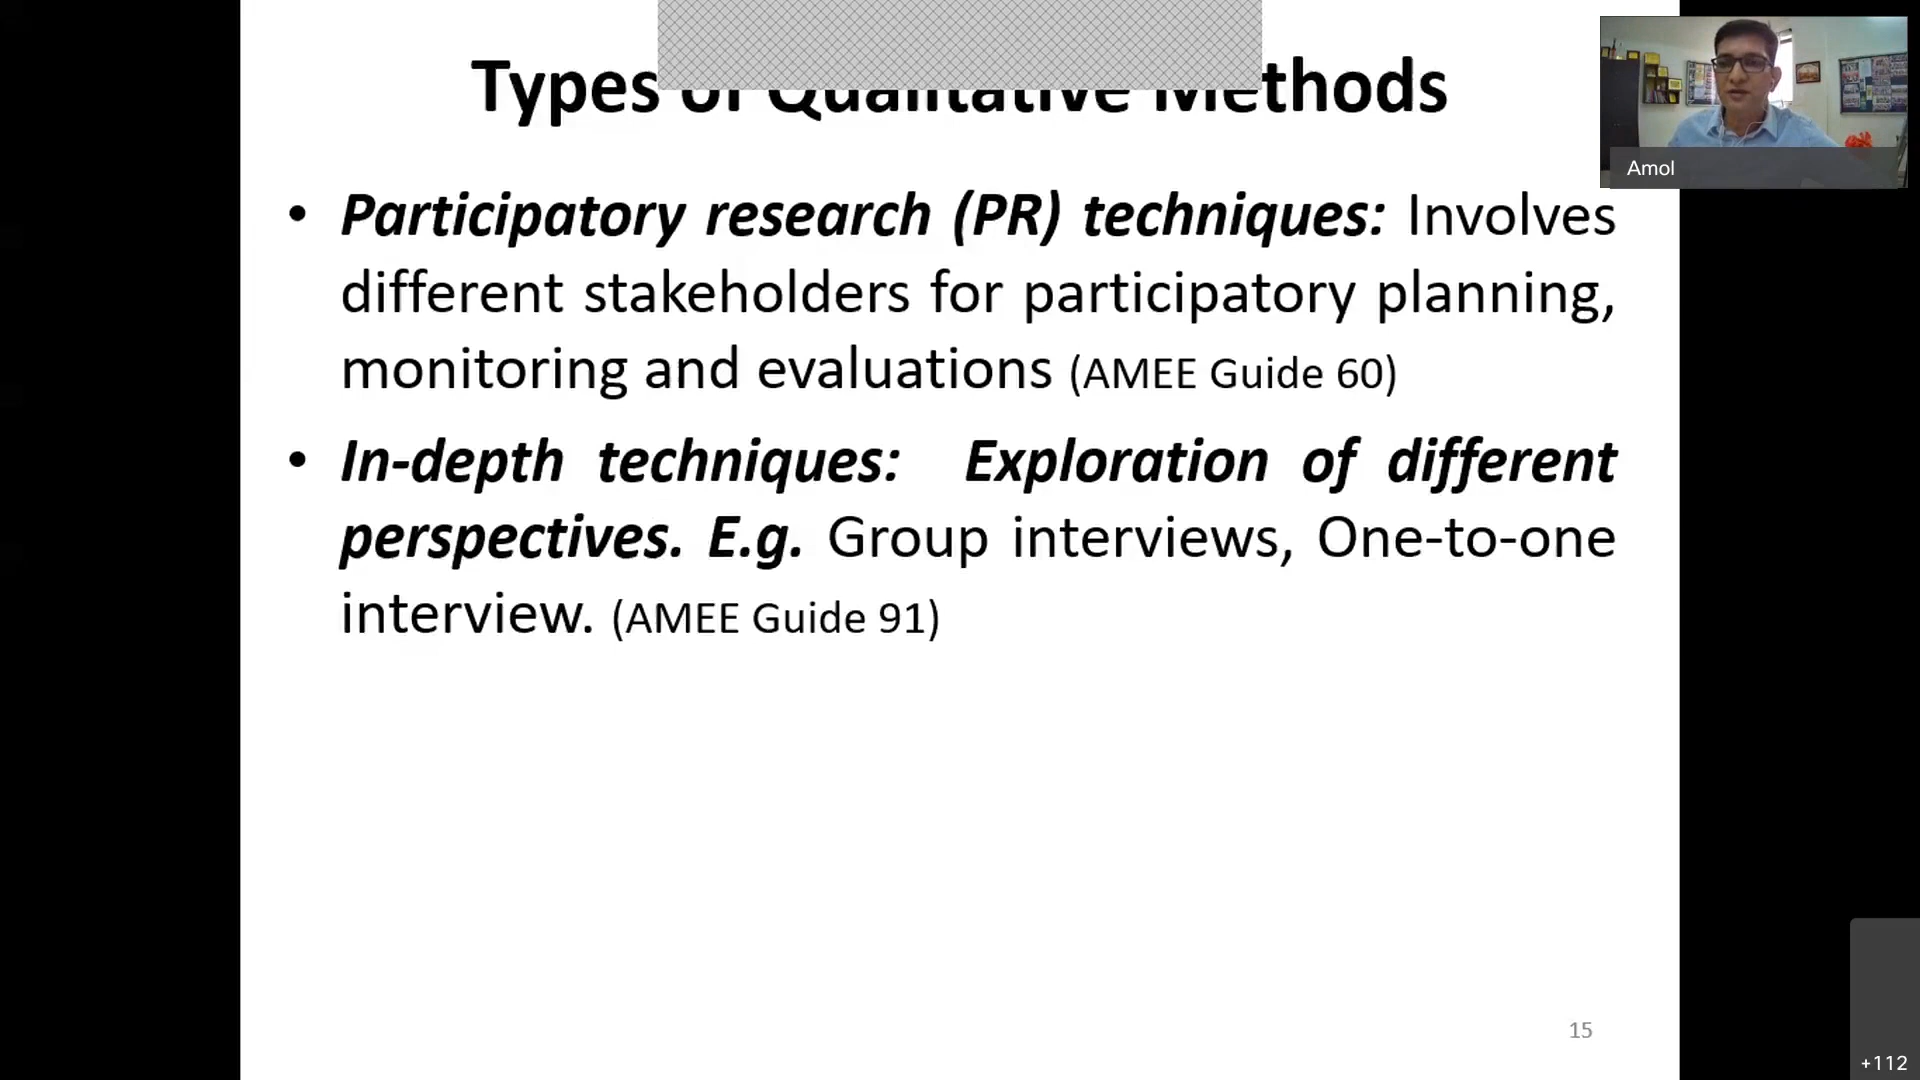 Types of Qualitative Methods
Amol
• Participatory research (PR) techniques: Involves
different stakeholders for participatory planning,
monitoring and evaluations (AMEE Guide 60)
• In-depth techniques: Exploration of different
perspectives. E.g. Group interviews, One-to-one
interview. (AMEE Guide 91)
15
+112